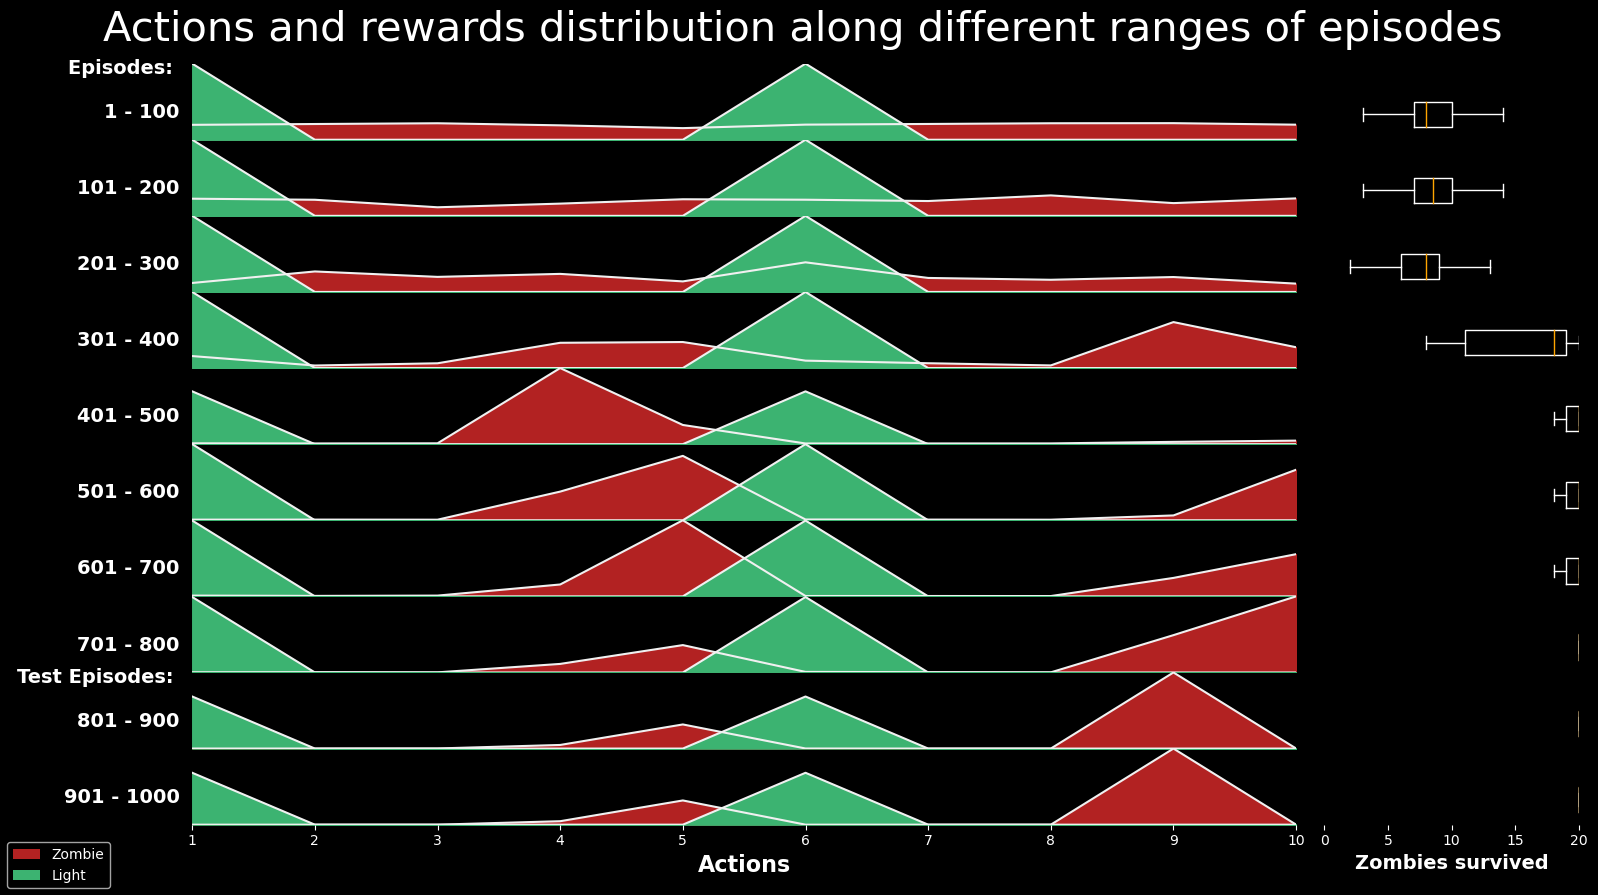 Actions and rewards distribution along different ranges of episodes
Episodes:
1 - 100
101 - 200
201 - 300
301 - 400
401 - 500
501 - 600
601 - 700
701 - 800
Test Episodes:
801 - 900
901 - 1000
1 2 3 4 5 6 7 8 9 10
0 5 10 15 20
Actions
Zombies survived
Zombie
Light